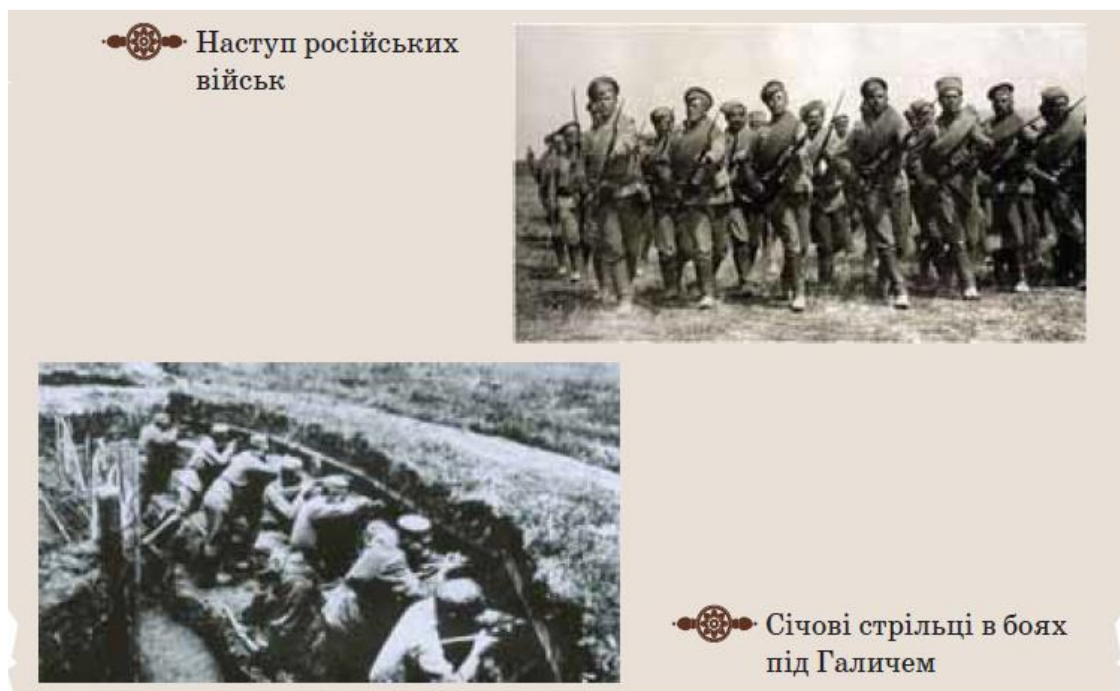 Наступ російських
військ
Січові стрільці в боях
під Галичем